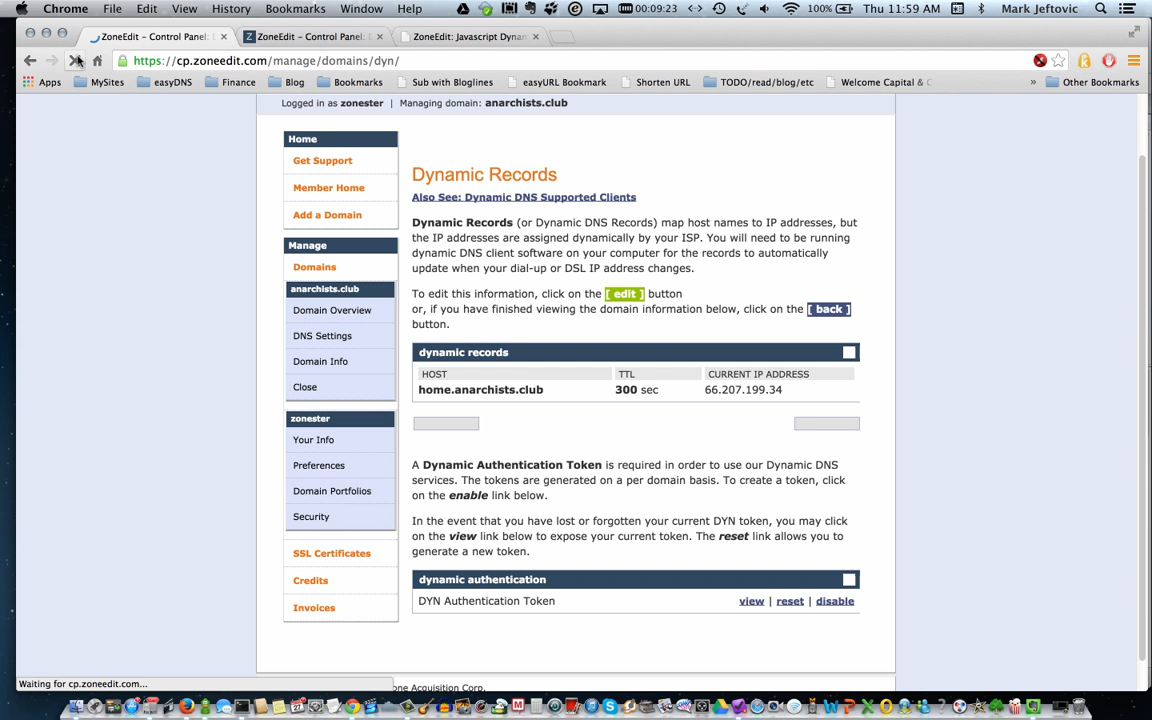 Chrome File Edit View History Bookmarks Window Help 00:09:23 100% Thu 11:59 AM Mark Jeftovic
ZoneEdit – Control Panel: ZoneEdit – Control Panel: ZoneEdit: Javascript Dynam
https://cp.zoneedit.com/manage/domains/dyn/
Apps MySites easyDNS Finance Blog Bookmarks Sub with Bloglines easyURL Bookmark Shorten URL TODO/read/blog/etc Welcome Capital & » Other Bookmarks
Logged in as zonester | Managing domain: anarchists.club
Home
Get Support
Member Home
Add a Domain
Manage
Domains
anarchists.club
Domain Overview
DNS Settings
Domain Info
Close
zonester
Your Info
Preferences
Domain Portfolios
Security
SSL Certificates
Credits
Invoices
Dynamic Records
Also See: Dynamic DNS Supported Clients
Dynamic Records (or Dynamic DNS Records) map host names to IP addresses, but
the IP addresses are assigned dynamically by your ISP. You will need to be running
dynamic DNS client software on your computer for the records to automatically
update when your dial-up or DSL IP address changes.
To edit this information, click on the [ edit ] button
or, if you have finished viewing the domain information below, click on the [ back ]
button.
dynamic records
HOST TTL CURRENT IP ADDRESS
home.anarchists.club 300 sec 66.207.199.34
A Dynamic Authentication Token is required in order to use our Dynamic DNS
services. The tokens are generated on a per domain basis. To create a token, click
on the enable link below.
In the event that you have lost or forgotten your current DYN token, you may click
on the view link below to expose your current token. The reset link allows you to
generate a new token.
dynamic authentication
DYN Authentication Token view | reset | disable
Waiting for cp.zoneedit.com... one Acquisition Corp.